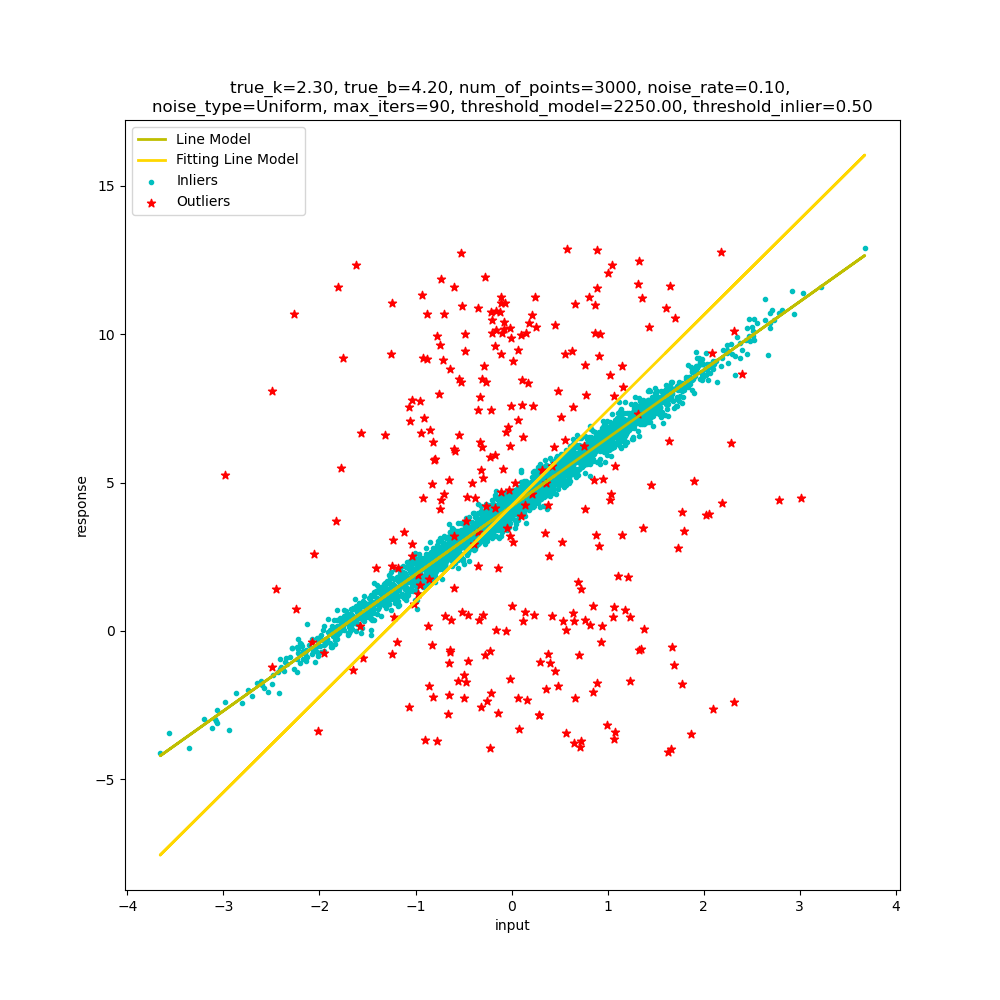 true_k=2.30, true_b=4.20, num_of_points=3000, noise_rate=0.10,
noise_type=Uniform, max_iters=90, threshold_model=2250.00, threshold_inlier=0.50
Line Model
Fitting Line Model
Inliers
Outliers
15
10
5
0
−5
response
−4 −3 −2 −1 0 1 2 3 4
input